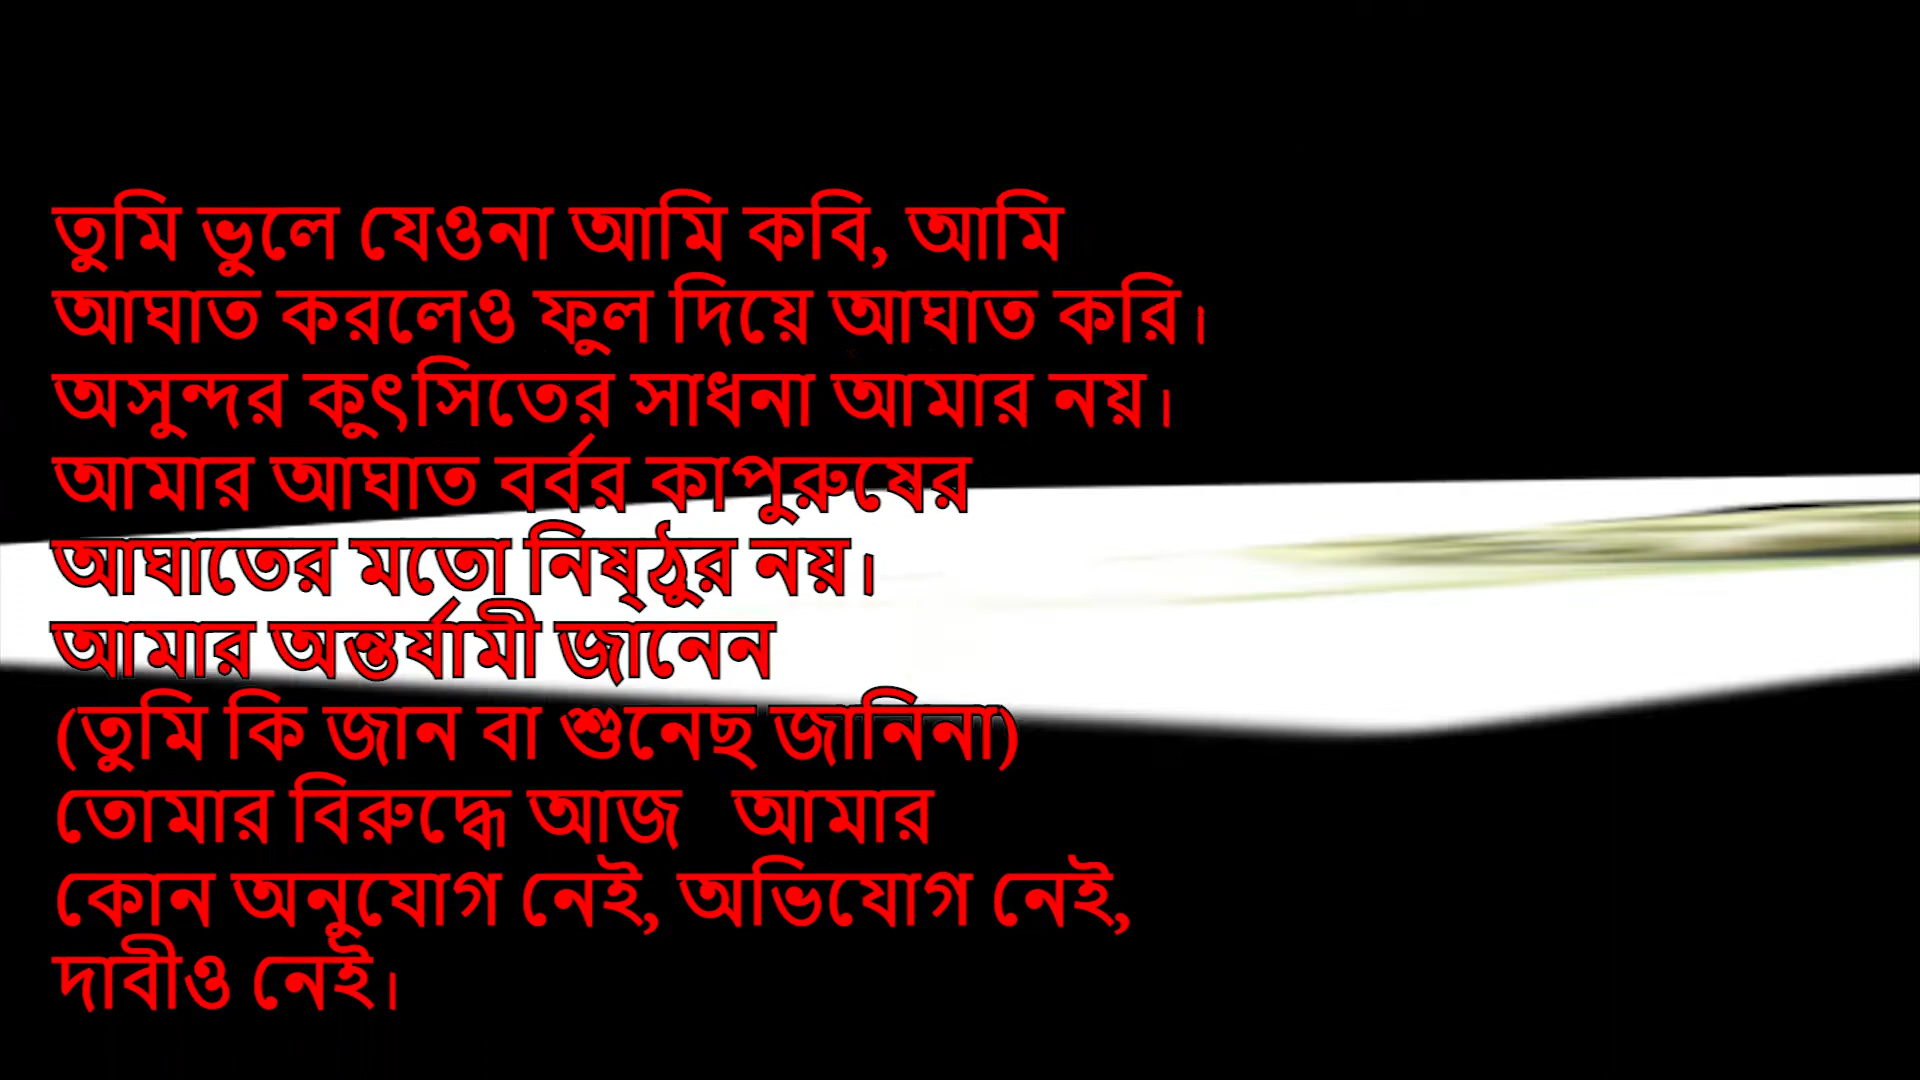 তুমি ভুলে যেওনা আমি কবি, আমি
আঘাত করলেও ফুল দিয়ে আঘাত করি।
অসুন্দর কুৎসিতের সাধনা আমার নয়।
আমার আঘাত বর্বর কাপুরুষের
আঘাতের মতো নিষ্ঠুর নয়।
আমার অন্তর্যামী জানেন
(তুমি কি জান বা শুনেছ জানিনা)
তোমার বিরুদ্ধে আজ আমার
কোন অনুযোগ নেই, অভিযোগ নেই,
দাবীও নেই।